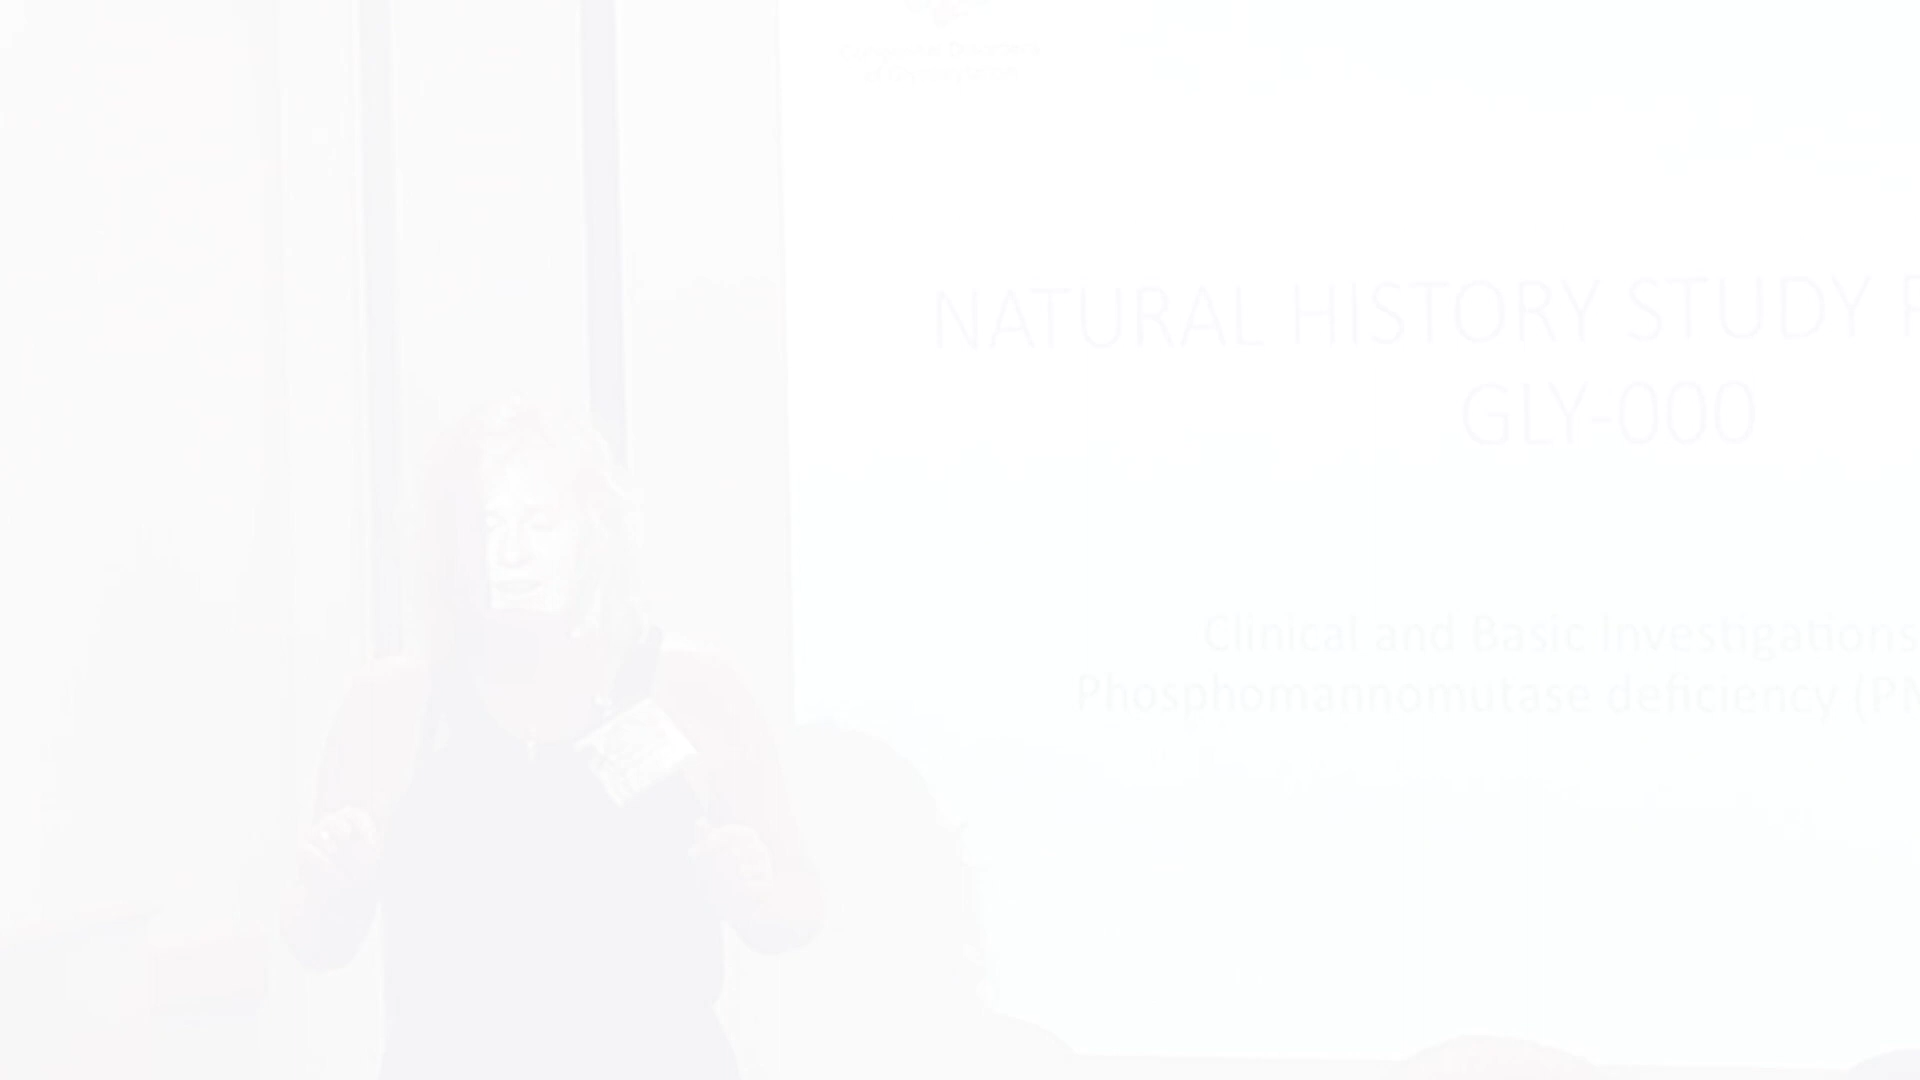 NATURAL HISTORY STUDY
GLY-000
Clinical and Basic Investigations
Phosphomannomutase deficiency (PM